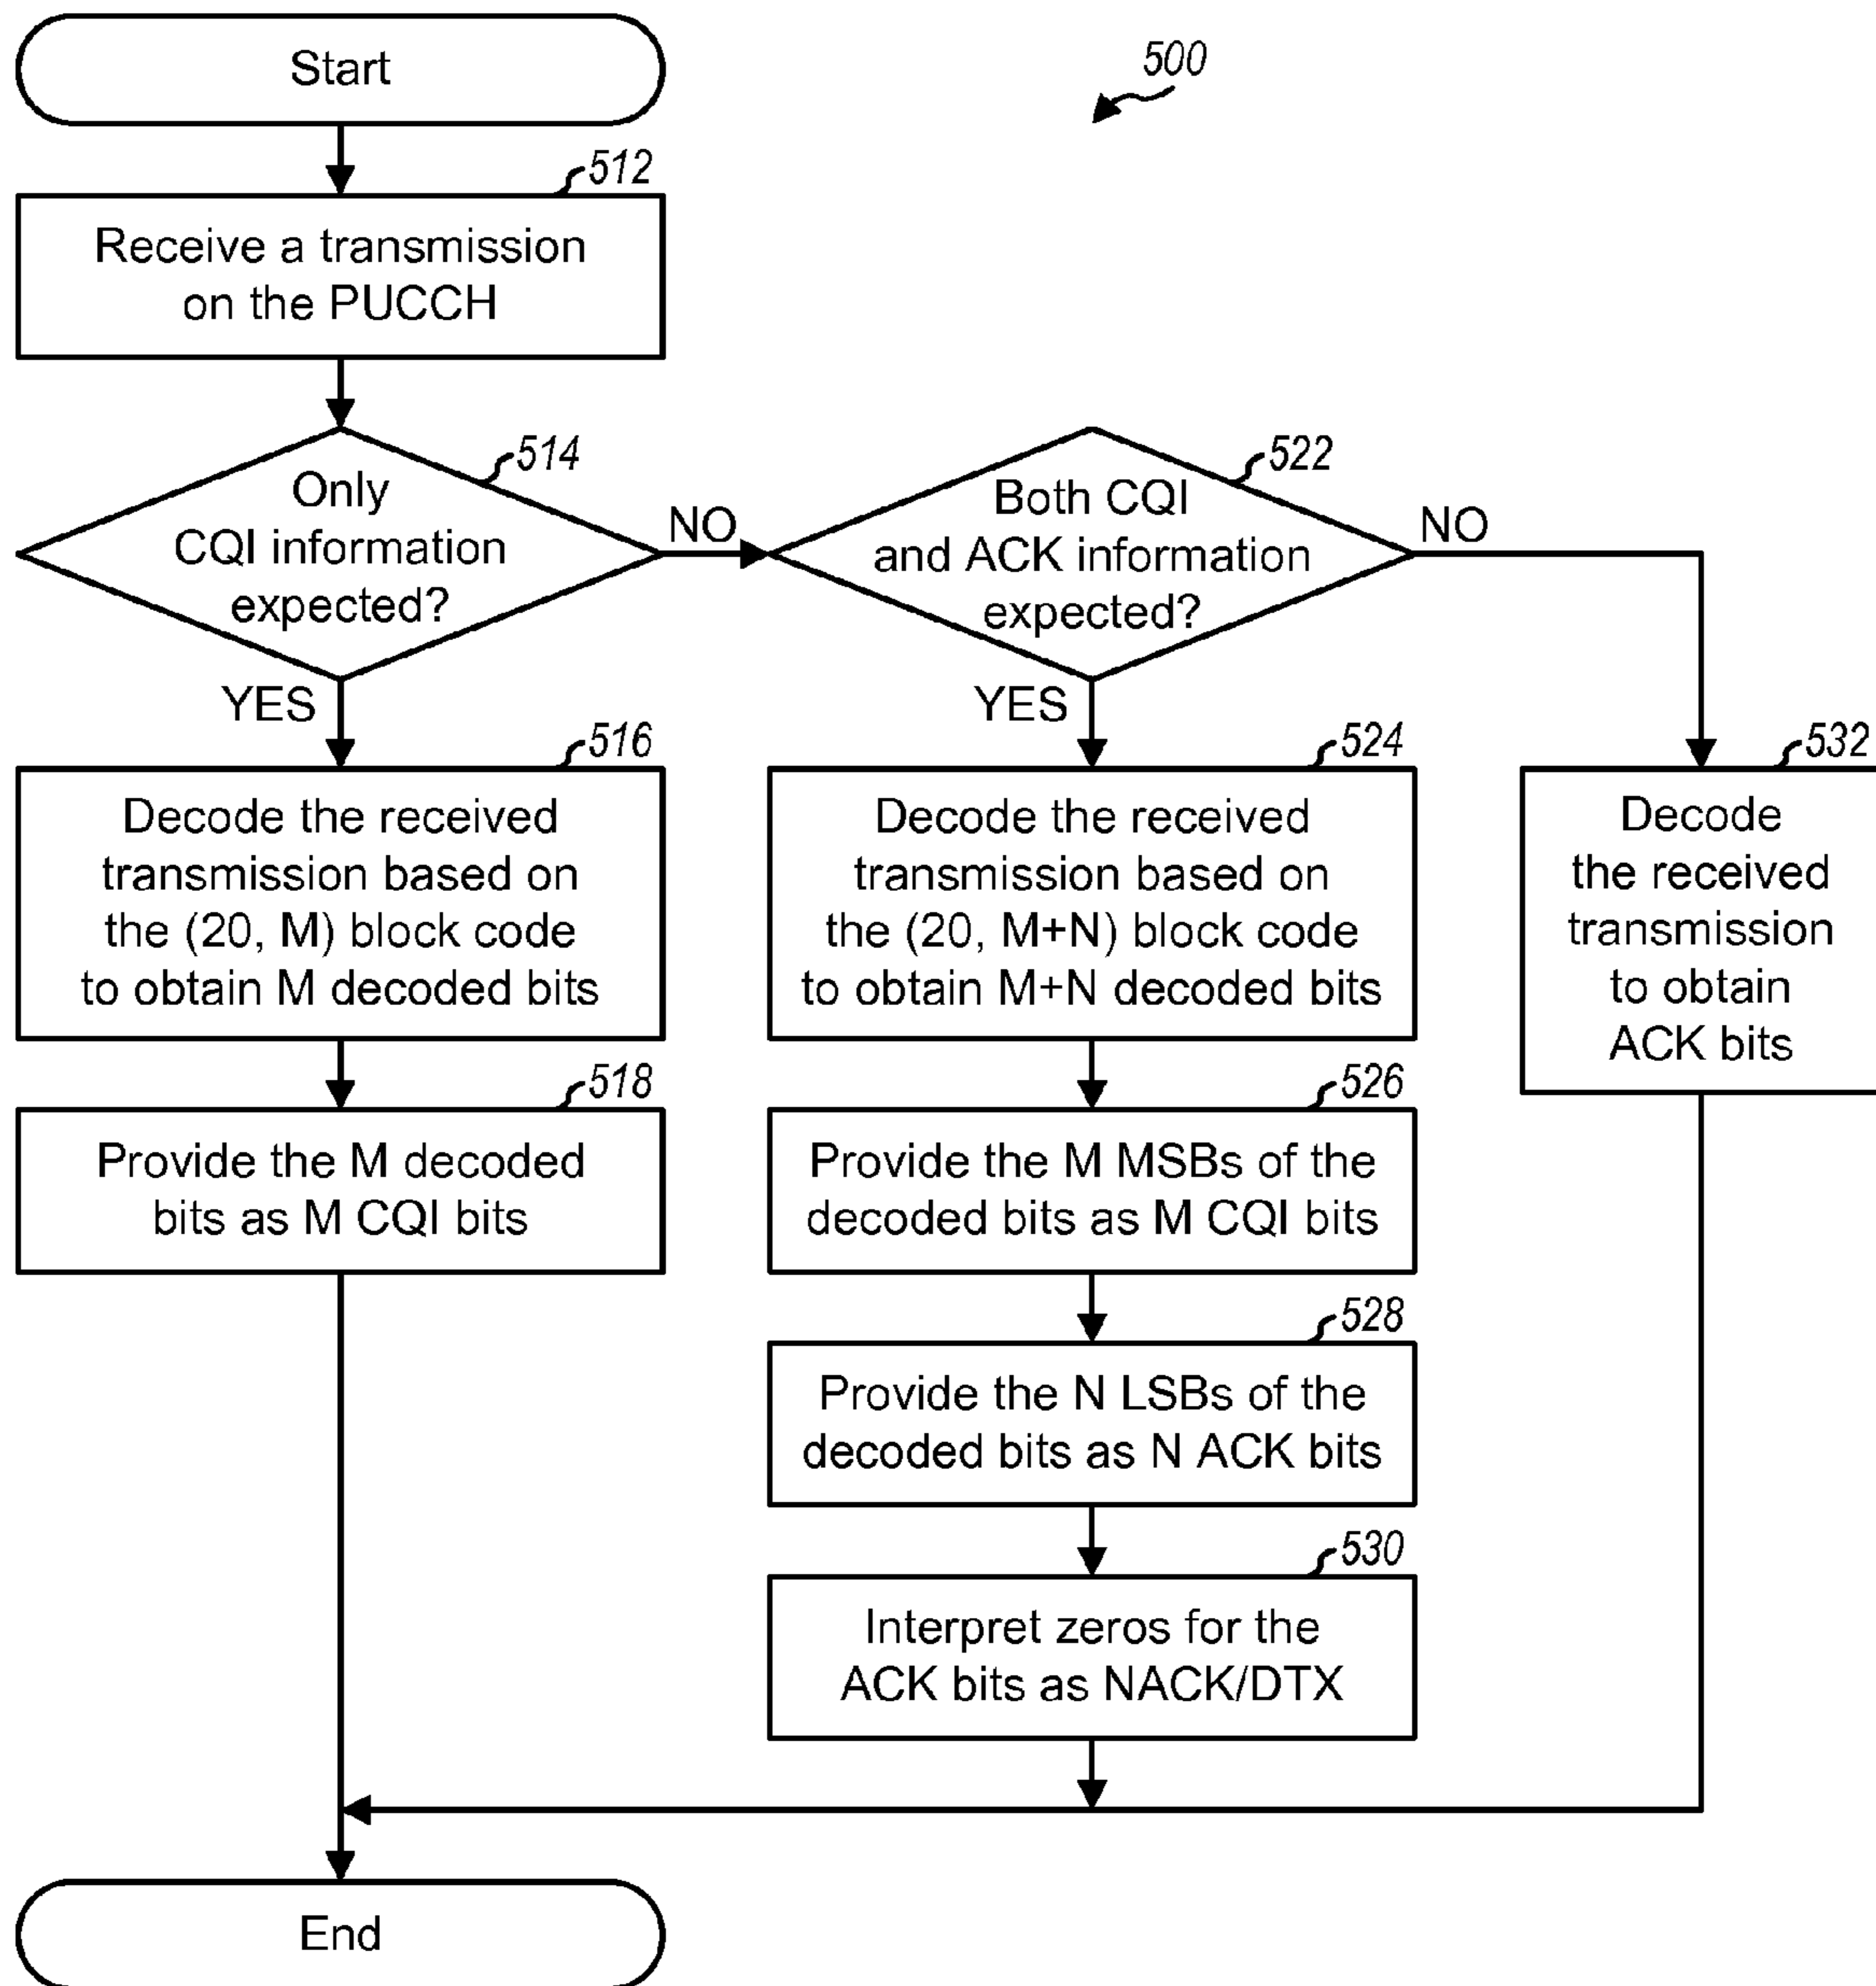 Start
500
512
Receive a transmission
on the PUCCH
514
Only
CQI information
expected?
NO
YES
522
Both CQI
and ACK information
expected?
NO
YES
516
Decode the received
transmission based on
the (20, M) block code
to obtain M decoded bits
524
Decode the received
transmission based on
the (20, M+N) block code
to obtain M+N decoded bits
532
Decode
the received
transmission
to obtain
ACK bits
518
Provide the M decoded
bits as M CQI bits
526
Provide the M MSBs of the
decoded bits as M CQI bits
528
Provide the N LSBs of the
decoded bits as N ACK bits
530
Interpret zeros for the
ACK bits as NACK/DTX
End